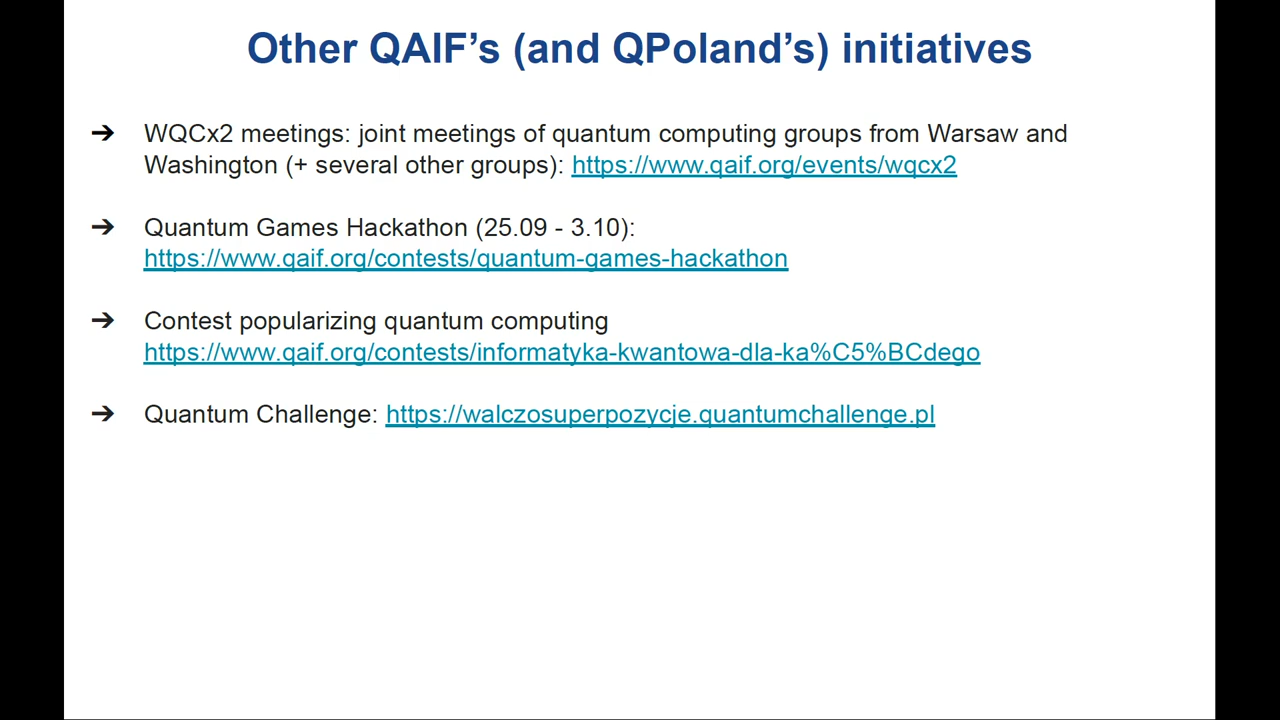 Other QAIF’s (and QPoland’s) initiatives
➔ WQCx2 meetings: joint meetings of quantum computing groups from Warsaw and
Washington (+ several other groups): https://www.qaif.org/events/wqcx2
➔ Quantum Games Hackathon (25.09 - 3.10):
https://www.qaif.org/contests/quantum-games-hackathon
➔ Contest popularizing quantum computing
https://www.qaif.org/contests/informatyka-kwantowa-dla-ka%C5%BCdego
➔ Quantum Challenge: https://walczosuperpozycje.quantumchallenge.pl